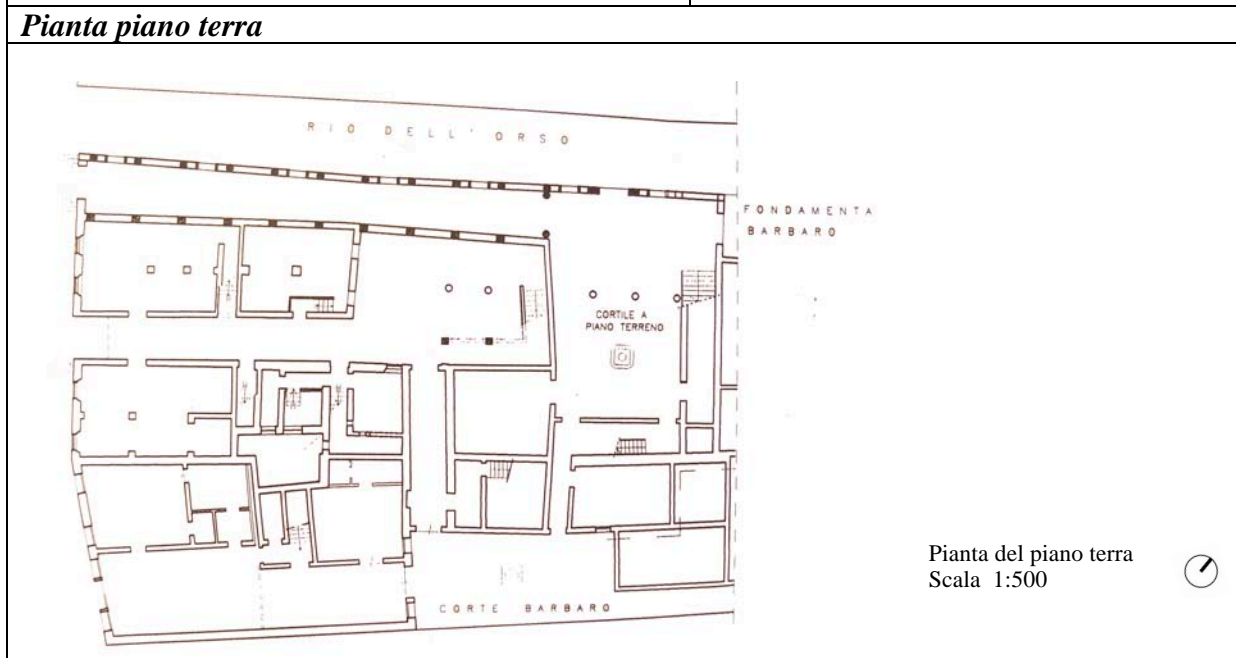 Pianta piano terra
RIO DELL' ORSO
FONDAMENTA
BARBARO
CORTILE A
PIANO TERRENO
CORTE BARBARO
Pianta del piano terra
Scala 1:500